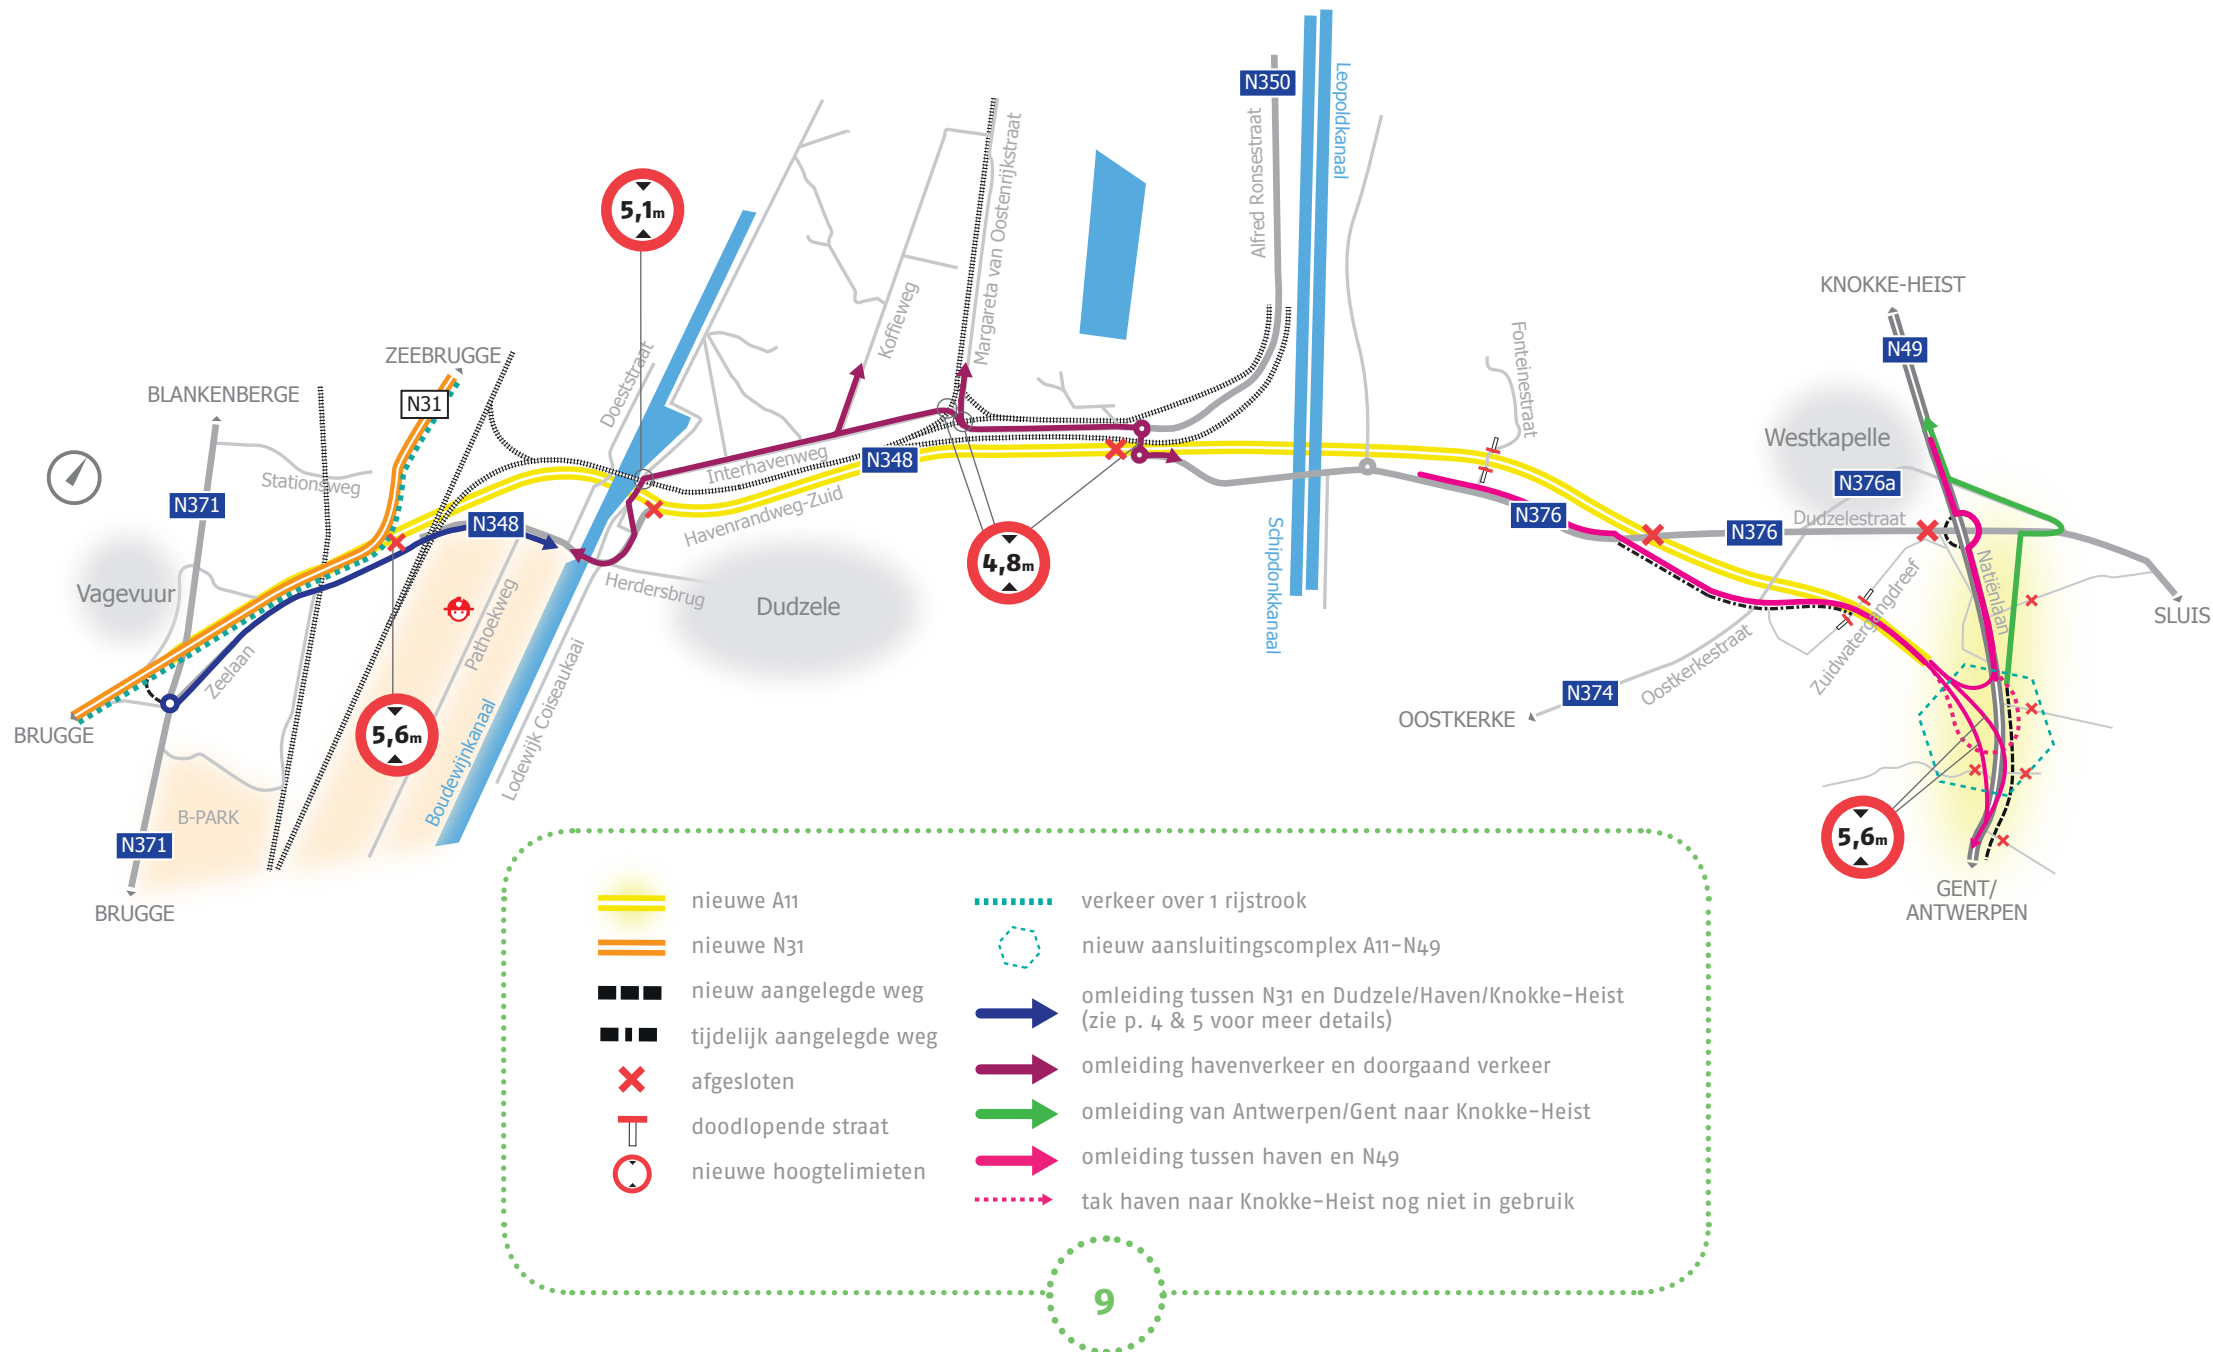 N350
Leopoldkanaal
Alfred Ronsestraat
Margareta van Oostenrijkstraat
5,1m
KNOKKE-HEIST
N49
Koffieweg
Doeststraat
Fonteinestraat
ZEEBRUGGE
BLANKENBERGE
N31
Westkapelle
N348
Interhavenweg
N376a
Stationsweg
N371
Havenrandweg-Zuid
N348
N376
N376
Dudzelestraat
Schipdonkkanaal
4,8m
Natiënlaan
Vagevuur
Herdersbrug
Dudzele
Pathoekweg
SLUIS
Zuidwatergangdreef
Zeelaan
Oostkerkestraat
N374
OOSTKERKE
BRUGGE
5,6m
Boudewijnkanaal
Lodewijk Coiseaukaai
B-PARK
N371
BRUGGE
5,6m
GENT/
ANTWERPEN
nieuwe A11
nieuwe N31
nieuw aangelegde weg
tijdelijk aangelegde weg
afgesloten
doodlopende straat
nieuwe hoogtelimieten
verkeer over 1 rijstrook
nieuw aansluitingscomplex A11-N49
omleiding tussen N31 en Dudzele/Haven/Knokke-Heist
(zie p. 4 & 5 voor meer details)
omleiding havenverkeer en doorgaand verkeer
omleiding van Antwerpen/Gent naar Knokke-Heist
omleiding tussen haven en N49
tak haven naar Knokke-Heist nog niet in gebruik
9